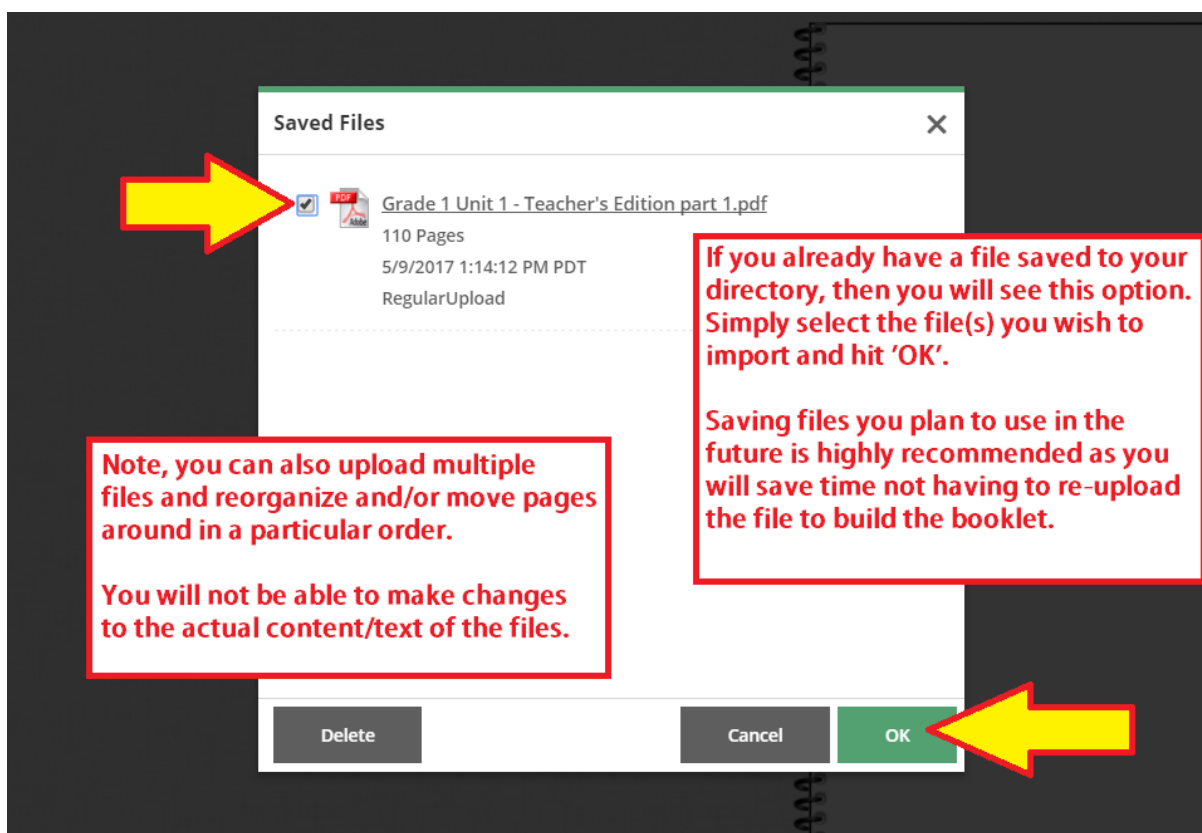 Saved Files
PDF
Adobe
Grade 1 Unit 1 - Teacher's Edition part 1.pdf
110 Pages
5/9/2017 1:14:12 PM PDT
RegularUpload
If you already have a file saved to your
directory, then you will see this option.
Simply select the file(s) you wish to
import and hit ‘OK’.
Saving files you plan to use in the
future is highly recommended as you
will save time not having to re-upload
the file to build the booklet.
Note, you can also upload multiple
files and reorganize and/or move pages
around in a particular order.
You will not be able to make changes
to the actual content/text of the files.
Delete
Cancel
OK